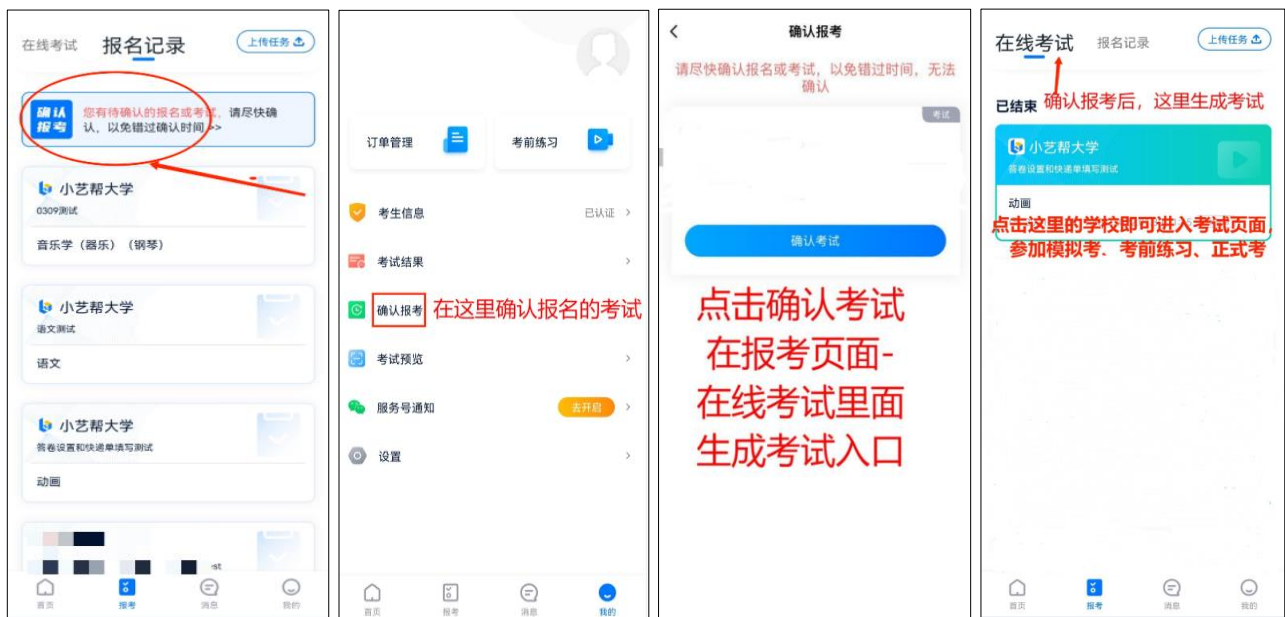 在线考试 报名记录 上传任务
确认
报考
您有待确认的报名或考试，请尽快确
认，以免错过确认时间>>
小艺帮大学
0309测试
音乐学（器乐）（钢琴）
小艺帮大学
语文测试
语文
小艺帮大学
答卷设置和快递单填写测试
动画
st
首页 报考 消息 我的
订单管理 考前练习
考生信息 已认证
考试结果
确认报考 在这里确认报名的考试
考试预览
服务号通知 去开启
设置
首页 报考 消息 我的
确认报考
请尽快确认报名或考试，以免错过时间，无法
确认
考试
确认考试
点击确认考试
在报考页面-
在线考试里面
生成考试入口
在线考试 报名记录 上传任务
已结束 确认报考后，这里生成考试
小艺帮大学
答卷设置和快递单填写测试
动画
点击这里的学校即可进入考试页面，
参加模拟考、考前练习、正式考
首页 报考 消息 我的